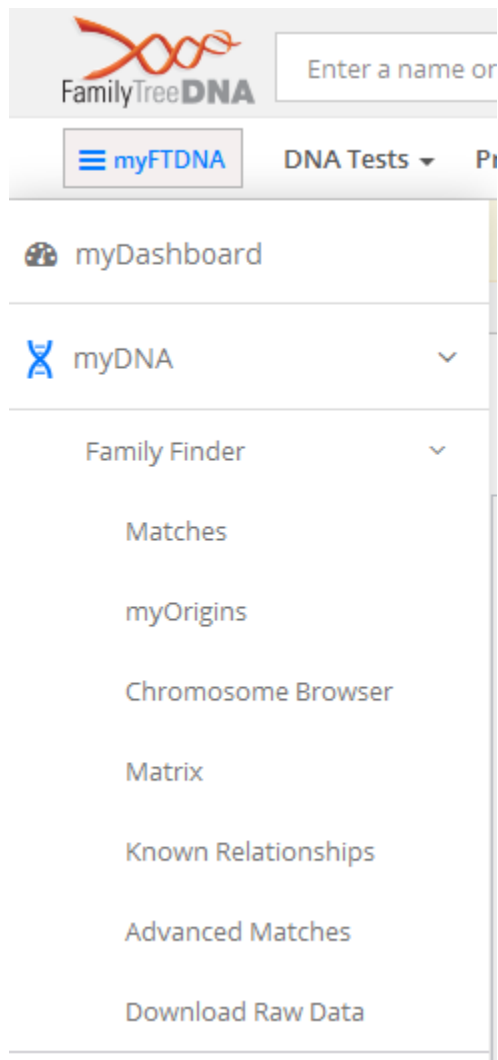 FamilyTreeDNA
Enter a name or
myFTDNA
DNA Tests
myDashboard
myDNA
Family Finder
Matches
myOrigins
Chromosome Browser
Matrix
Known Relationships
Advanced Matches
Download Raw Data